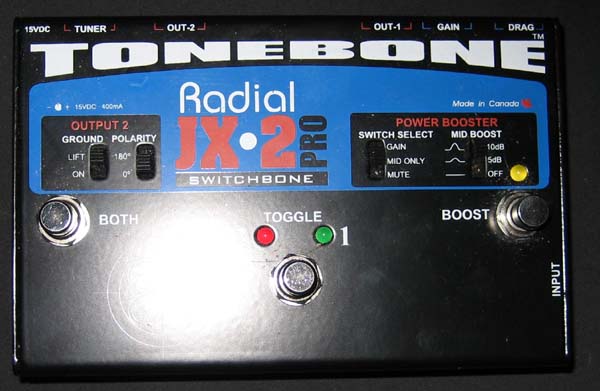 15VDC TUNER OUT-2 OUT-1 GAIN DRAG
TONEBONE TM
- + 15VDC · 400mA
Radial
Made in Canada
OUTPUT 2
GROUND POLARITY
LIFT 180°
ON 0°
JX·2 PRO
SWITCHBONE
POWER BOOSTER
SWITCH SELECT MID BOOST
GAIN 10dB
MID ONLY 5dB
MUTE OFF
BOTH
TOGGLE
BOOST
1
INPUT